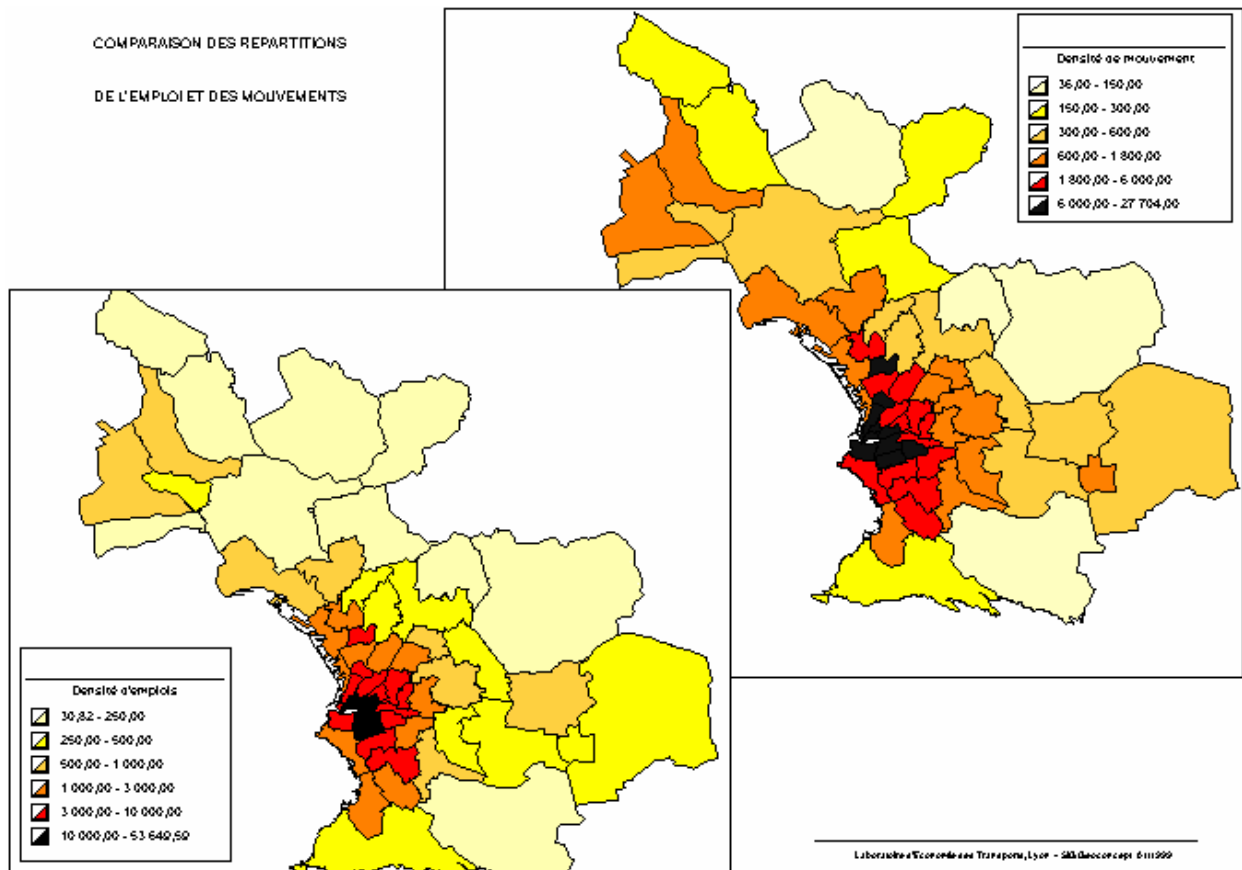 COMPARAISON DES REPARTITIONS
DE L'EMPLOI ET DES MOUVEMENTS
Densité de mouvement
36,00 - 150,00
150,00 - 300,00
300,00 - 600,00
600,00 - 1 800,00
1 800,00 - 6 000,00
6 000,00 - 27 704,00
Densité d'emplois
30,82 - 250,00
250,00 - 500,00
500,00 - 1 000,00
1 000,00 - 3 000,00
3 000,00 - 10 000,00
10 000,00 - 53 649,59
Laboratoire d'Economie des Transports, Lyon - SIG Geoconcept